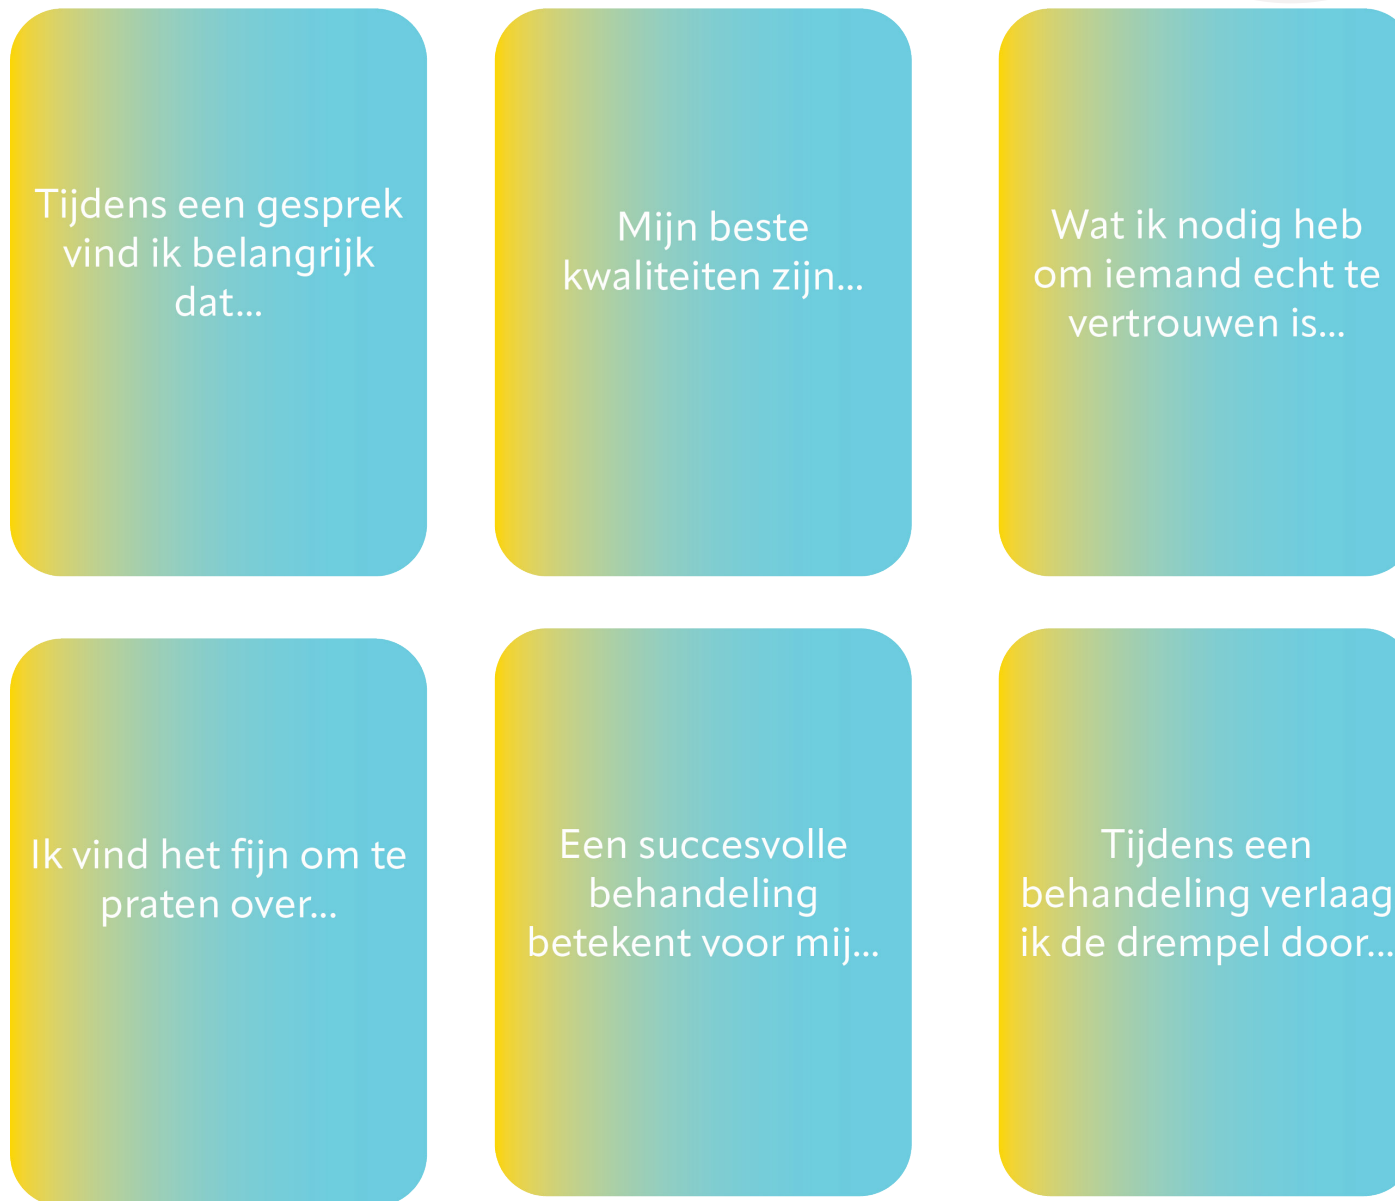 Tijdens een gesprek
vind ik belangrijk
dat...
Mijn beste
kwaliteiten zijn...
Wat ik nodig heb
om iemand echt te
vertrouwen is...
Ik vind het fijn om te
praten over...
Een succesvolle
behandeling
betekent voor mij...
Tijdens een
behandeling verlaag
ik de drempel door...